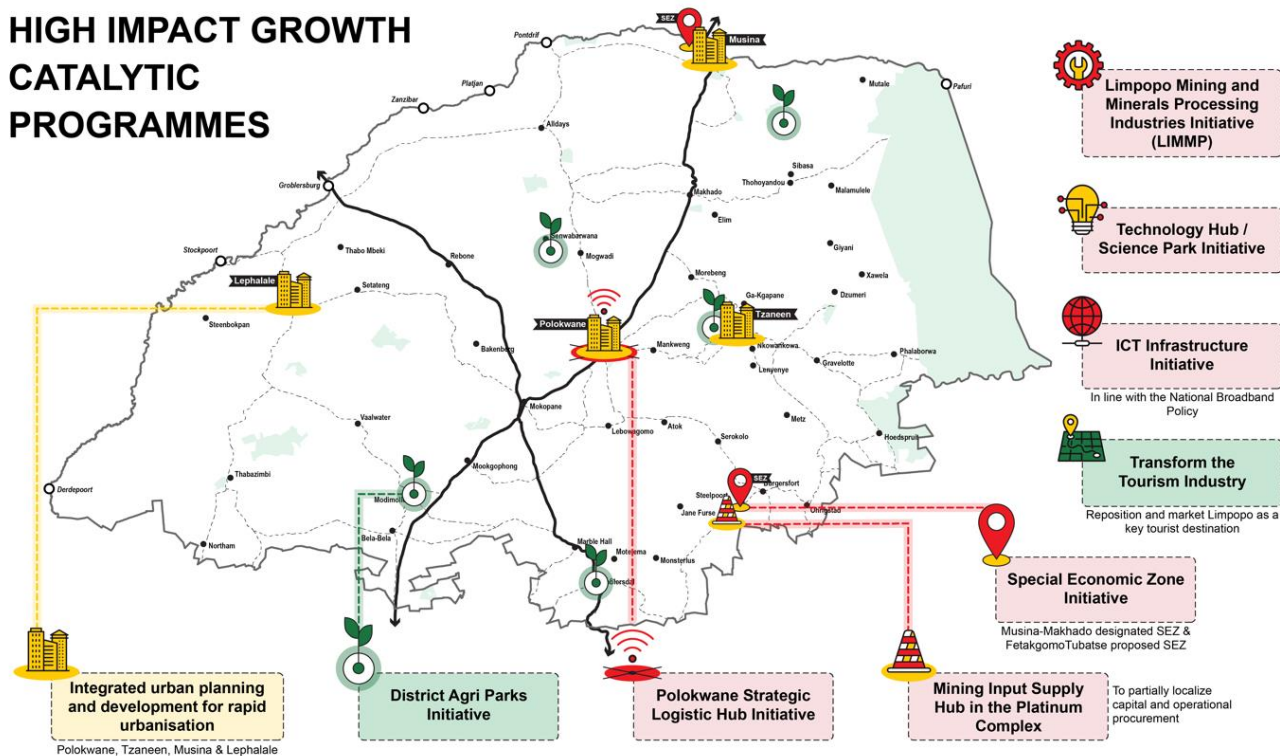 HIGH IMPACT GROWTH
CATALYTIC
PROGRAMMES
SEZ
Musina
Pontdrif
Platjan
Zanzibar
Alldays
Mutale
Pafuri
Groblersburg
Sibasa
Thohoyandou
Makhado
Malamulele
Elim
Senwabarwana
Mogwadi
Giyani
Stockpoort
Thabo Mbeki
Rebone
Lephalale
Sotateng
Morebeng
Xawela
Ga-Kgapane
Dzumeri
Steenbokpan
Polokwane
Tzaneen
Bakenberg
Mankweng
Nkowankowa
Lenyenye
Gravelotte
Phalaborwa
Mokopane
Vaalwater
Lebowagomo
Atok
Metz
Serokolo
Hoedspruit
Mookgophong
Thabazimbi
Derdepoort
SEZ
Burgersfort
Steelpoort
Jane Furse
Ohrigstad
Bela-Bela
Northam
Marble Hall
Monsterlus
Limpopo Mining and
Minerals Processing
Industries Initiative
(LIMMP)
Technology Hub /
Science Park Initiative
ICT Infrastructure
Initiative
In line with the National Broadband
Policy
Transform the
Tourism Industry
Reposition and market Limpopo as a
key tourist destination
Special Economic Zone
Initiative
Musina-Makhado designated SEZ &
FetakgomoTubatse proposed SEZ
Integrated urban planning
and development for rapid
urbanisation
Polokwane, Tzaneen, Musina & Lephalale
District Agri Parks
Initiative
Polokwane Strategic
Logistic Hub Initiative
Mining Input Supply
Hub in the Platinum
Complex
To partially localize
capital and operational
procurement